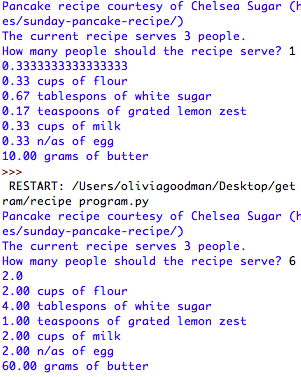 Pancake recipe courtesy of Chelsea Sugar (h
es/sunday-pancake-recipe/)
The current recipe serves 3 people.
How many people should the recipe serve? 1
0.3333333333333333
0.33 cups of flour
0.67 tablespons of white sugar
0.17 teaspoons of grated lemon zest
0.33 cups of milk
0.33 n/as of egg
10.00 grams of butter
>>>
RESTART: /Users/oliviagoodman/Desktop/get
ram/recipe program.py
Pancake recipe courtesy of Chelsea Sugar (h
es/sunday-pancake-recipe/)
The current recipe serves 3 people.
How many people should the recipe serve? 6
2.0
2.00 cups of flour
4.00 tablespons of white sugar
1.00 teaspoons of grated lemon zest
2.00 cups of milk
2.00 n/as of egg
60.00 grams of butter